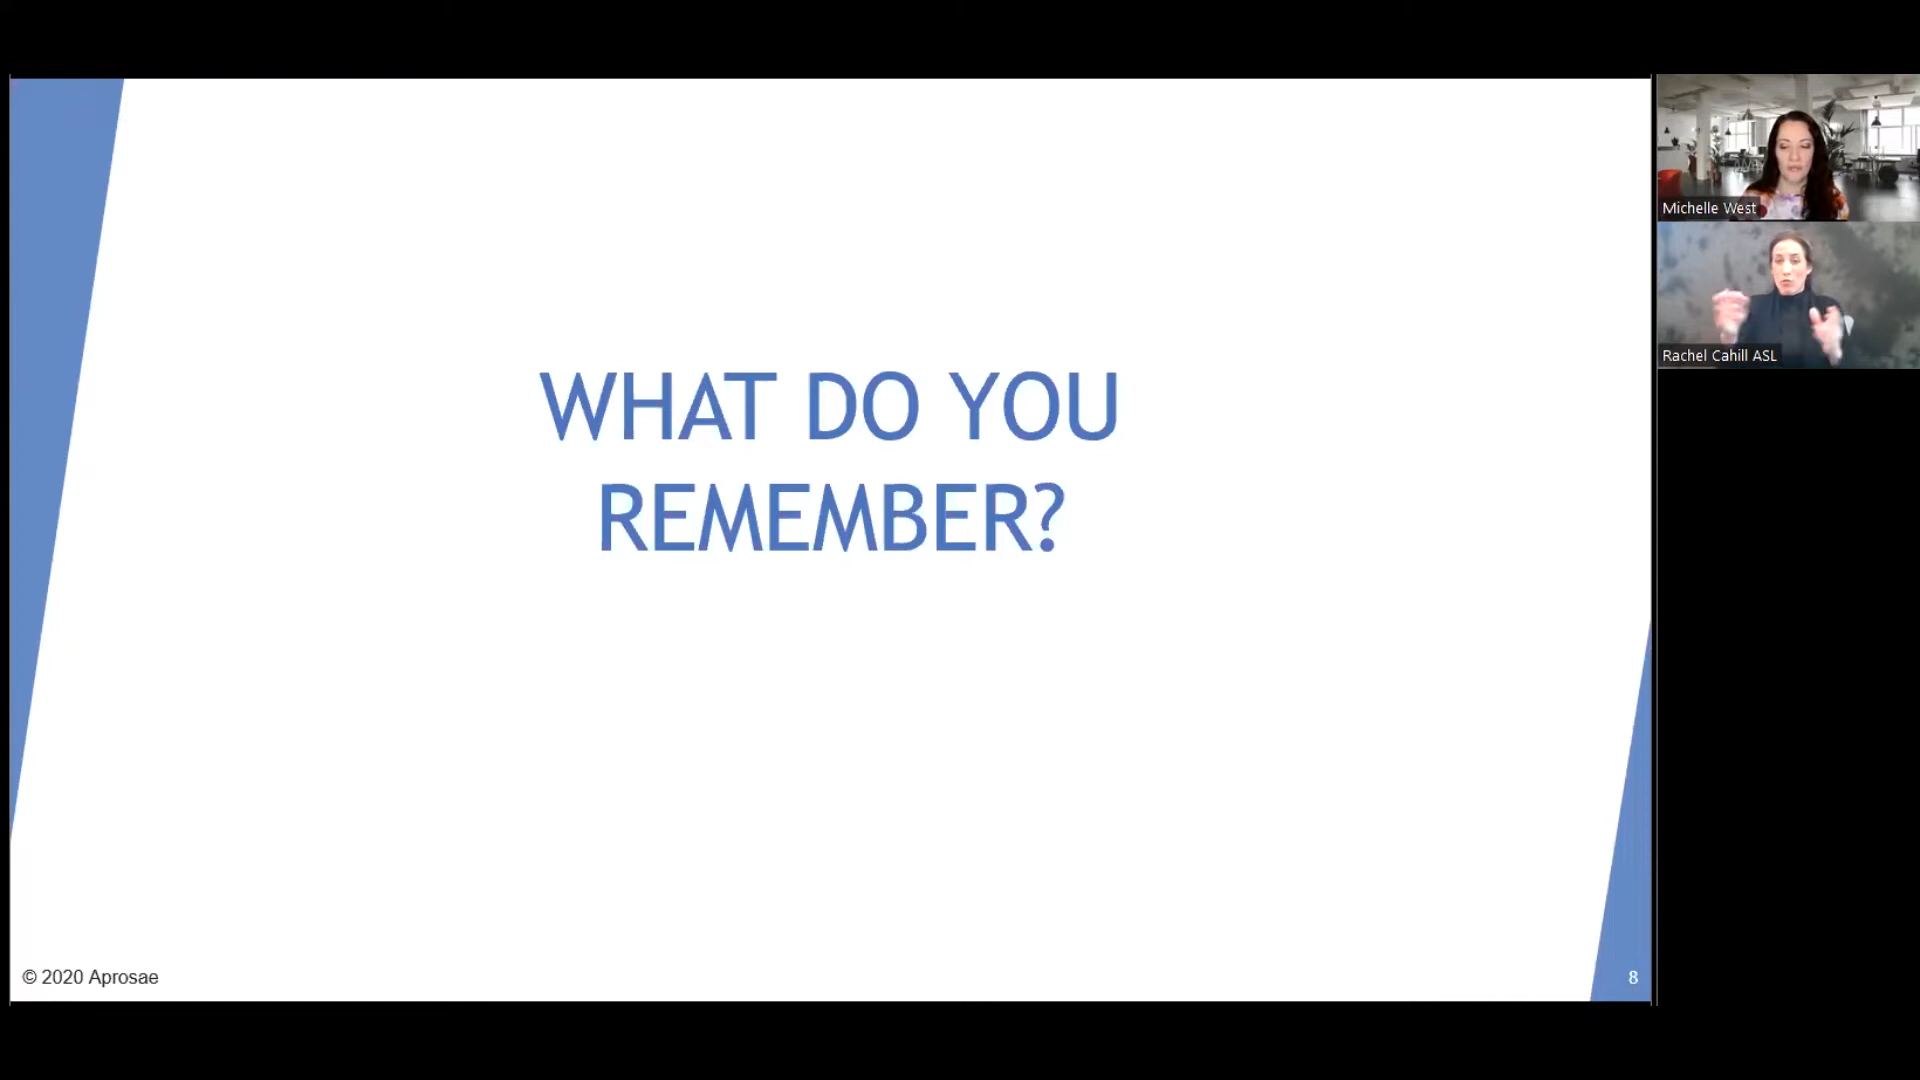 WHAT DO YOU
REMEMBER?
© 2020 Aprosae
8
Michelle West
Rachel Cahill ASL